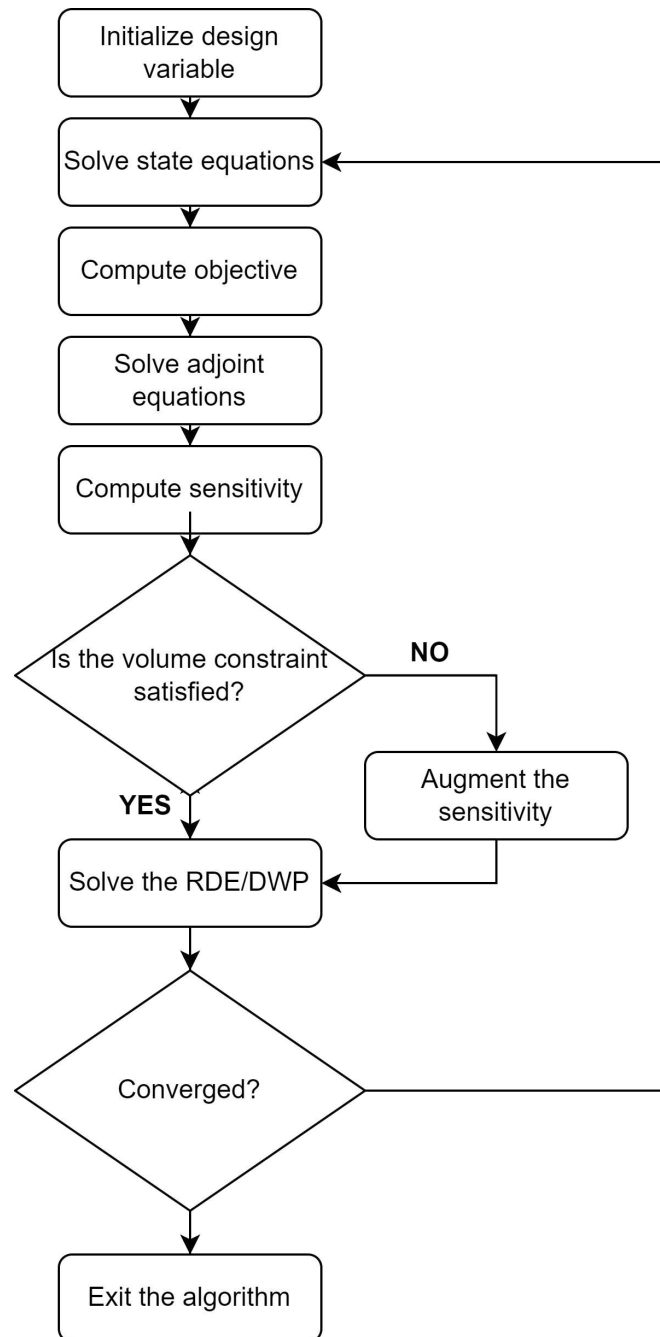 Initialize design
variable
Solve state equations
Compute objective
Solve adjoint
equations
Compute sensitivity
Is the volume constraint
satisfied?
NO
Augment the
sensitivity
YES
Solve the RDE/DWP
Converged?
Exit the algorithm